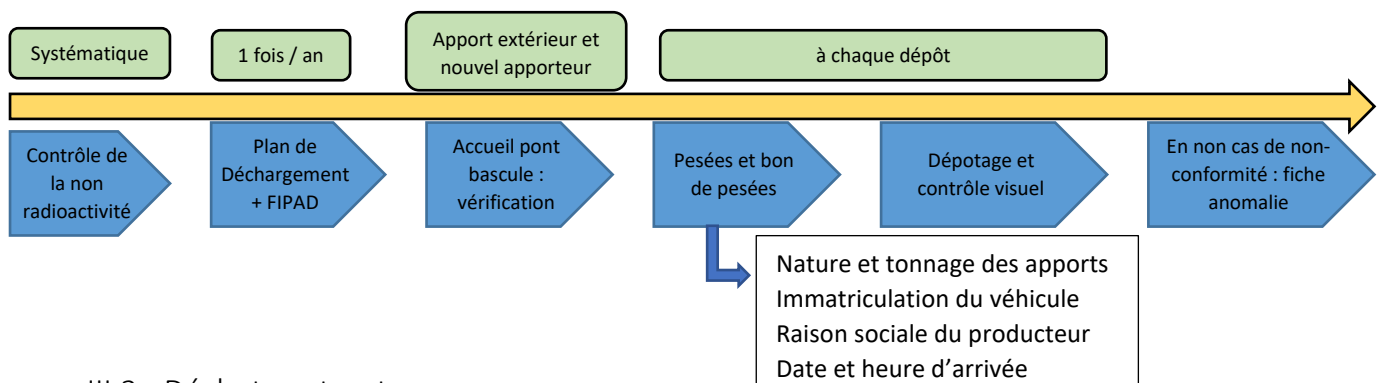 Systématique
1 fois / an
Apport extérieur et
nouvel apporteur
à chaque dépôt
Contrôle de
la non
radioactivité
Plan de
Déchargement
+ FIPAD
Accueil pont
bascule :
vérification
Pesées et bon
de pesées
Dépotage et
contrôle visuel
En non cas de non-
conformité : fiche
anomalie
Nature et tonnage des apports
Immatriculation du véhicule
Raison sociale du producteur
Date et heure d’arrivée